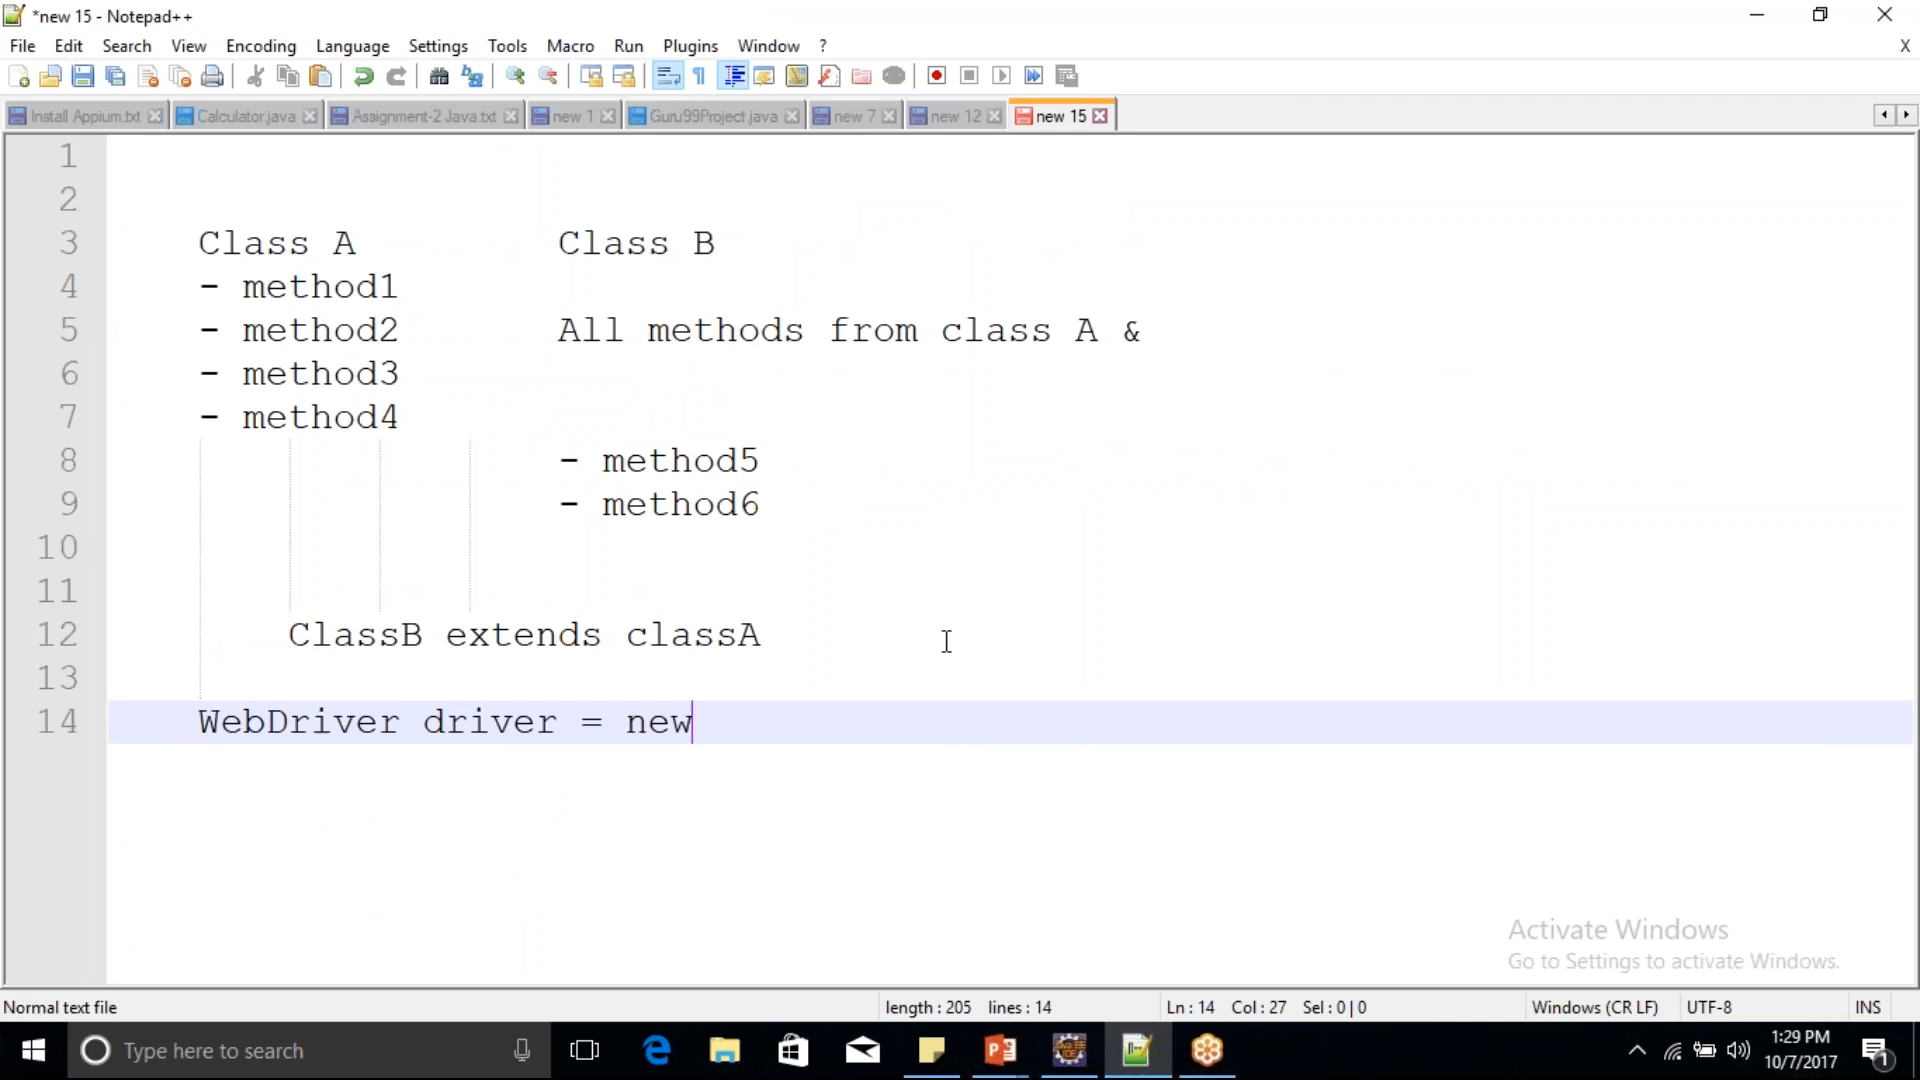 *new 15 - Notepad++
File Edit Search View Encoding Language Settings Tools Macro Run Plugins Window ? X
Install Appium.txt Calculator.java Assignment-2 Java.txt new 1 Guru99Project.java new 7 new 12 new 15
1
2
3 Class A Class B
4 - method1
5 - method2 All methods from class A &
6 - method3
7 - method4
8 - method5
9 - method6
10
11
12 ClassB extends classA
13
14 WebDriver driver = new
Activate Windows
Go to Settings to activate Windows.
Normal text file length : 205 lines : 14 Ln : 14 Col : 27 Sel : 0 | 0 Windows (CR LF) UTF-8 INS
Type here to search
1:29 PM
10/7/2017
1